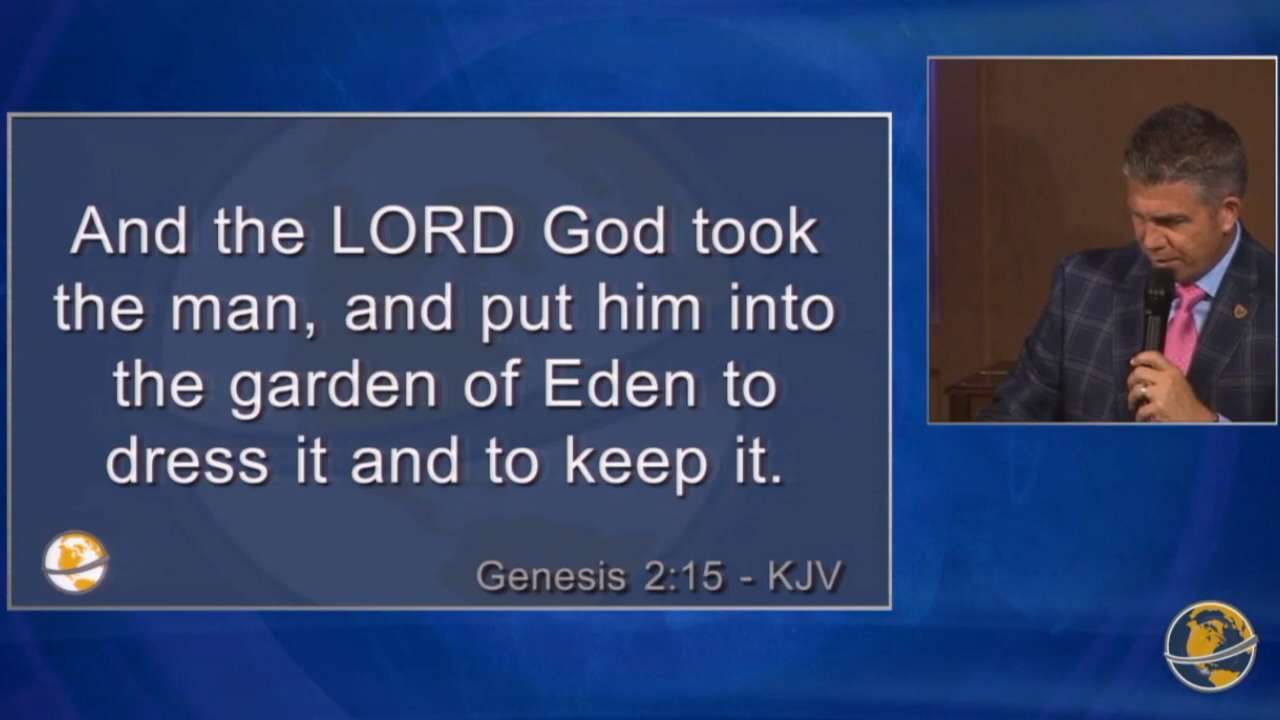 And the LORD God took
the man, and put him into
the garden of Eden to
dress it and to keep it.
Genesis 2:15 - KJV